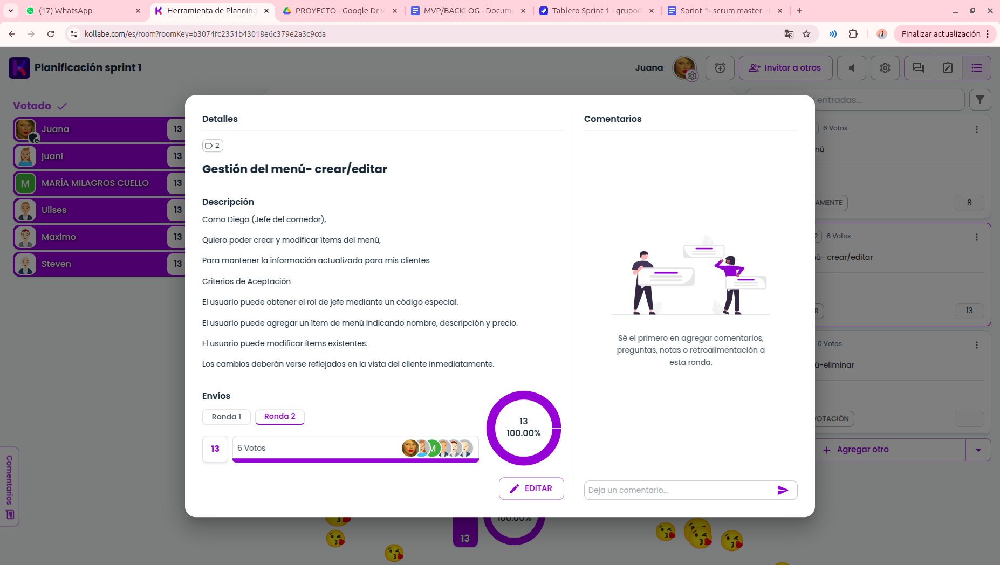 (17) WhatsApp
Herramienta de Planning
PROYECTO - Google Driv
MVP/BACKLOG - Docume
Tablero Sprint 1 - grupo0
Sprint 1- scrum master - D
kollabe.com/es/room?roomKey=b3074fc2351b43018e6c379e2a3c9cda
Finalizar actualización
Planificación sprint 1
Juana
Invitar a otros
Votado
Juana 13
juani 13
M MARÍA MILAGROS CUELLO 13
Ulises 13
Maximo 13
Steven 13
Detalles
2
Gestión del menú- crear/editar
Descripción
Como Diego (Jefe del comedor),
Quiero poder crear y modificar ítems del menú,
Para mantener la información actualizada para mis clientes
Criterios de Aceptación
El usuario puede obtener el rol de jefe mediante un código especial.
El usuario puede agregar un ítem de menú indicando nombre, descripción y precio.
El usuario puede modificar ítems existentes.
Los cambios deberán verse reflejados en la vista del cliente inmediatamente.
Envíos
Ronda 1
Ronda 2
13
6 Votos
M
13
100.00%
EDITAR
Comentarios
Sé el primero en agregar comentarios,
preguntas, notas o retroalimentación a
esta ronda.
Deja un comentario...
entradas...
6 Votos
nú
AMENTE
8
2 6 Votos
ú- crear/editar
R
13
0 Votos
ú-eliminar
VOTACIÓN
Agregar otro
Comentarios
13
100.00%